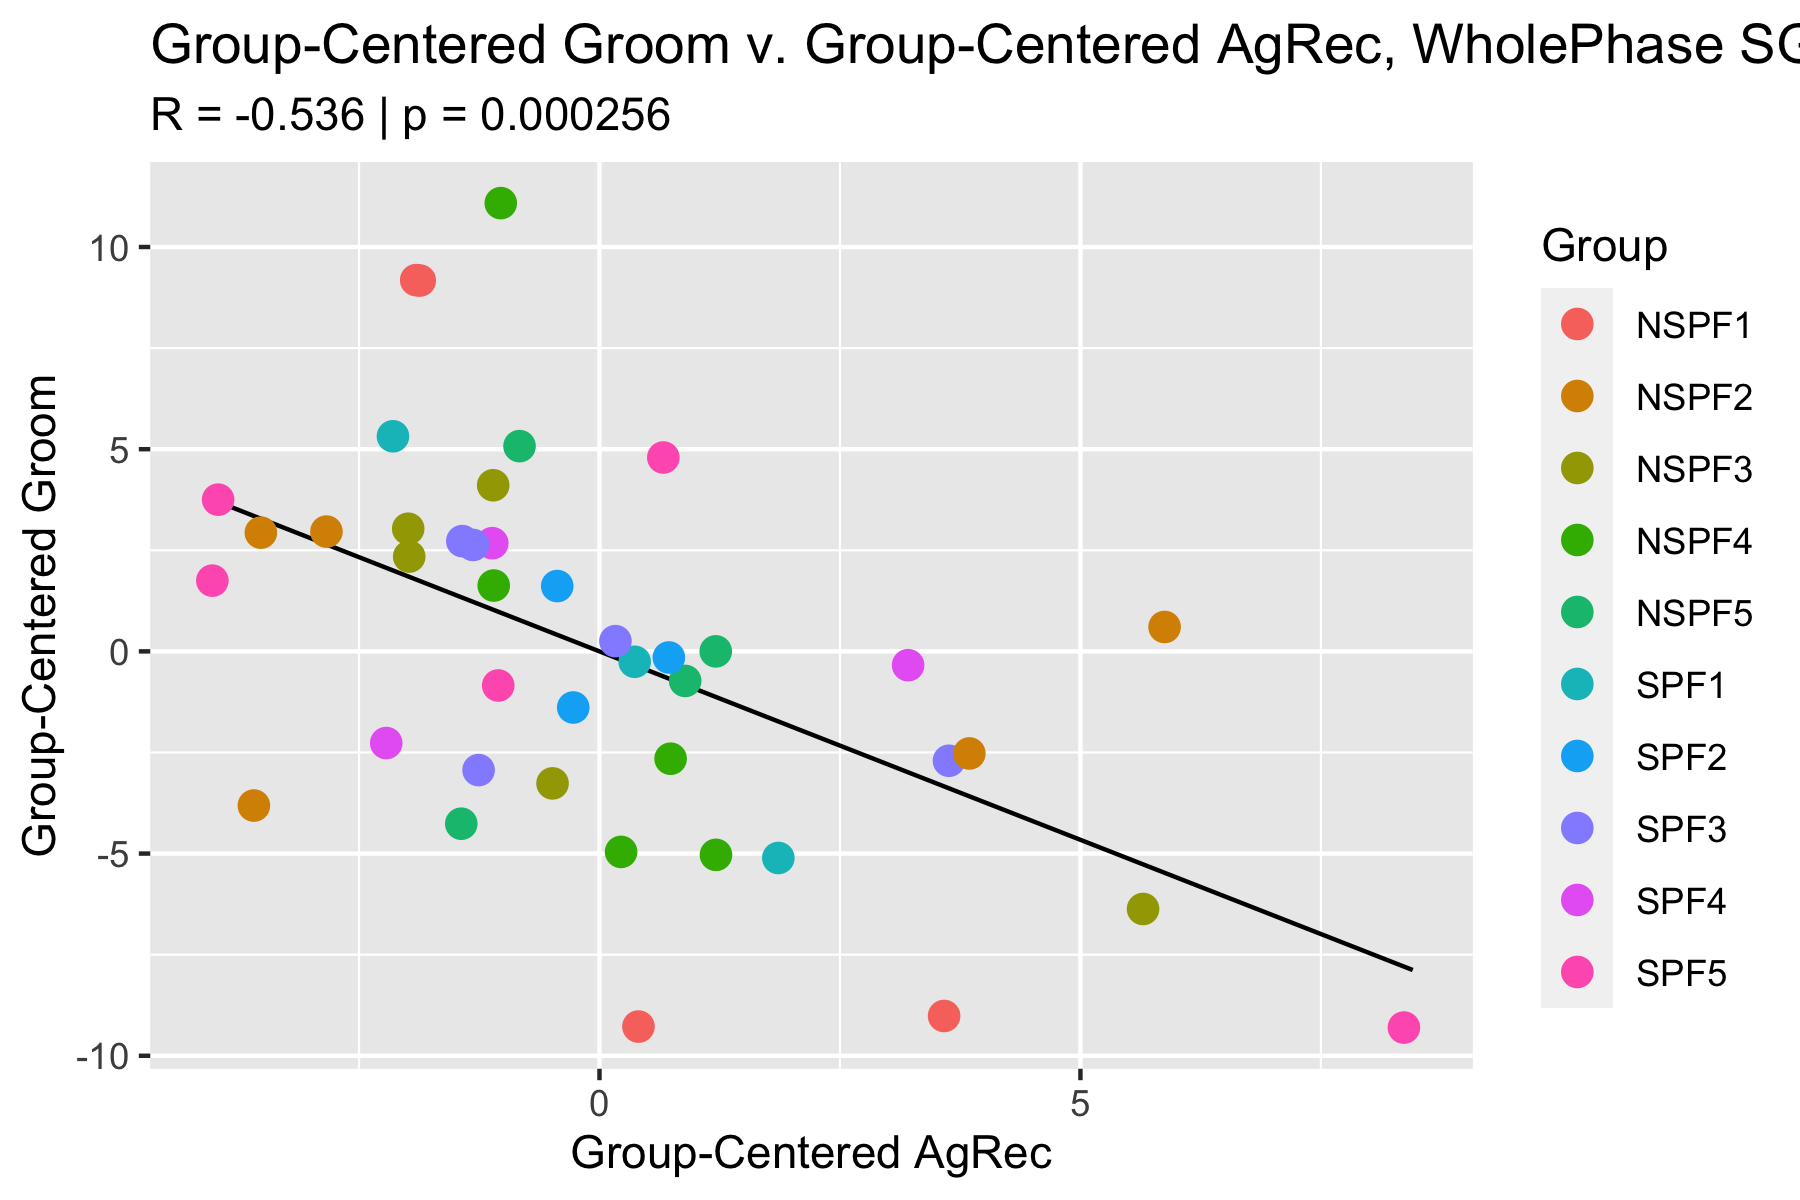 Group-Centered Groom v. Group-Centered AgRec, WholePhase
R = -0.536 | p = 0.000256
Group-Centered Groom
10
5
0
-5
-10
0
5
Group-Centered AgRec
Group
NSPF1
NSPF2
NSPF3
NSPF4
NSPF5
SPF1
SPF2
SPF3
SPF4
SPF5